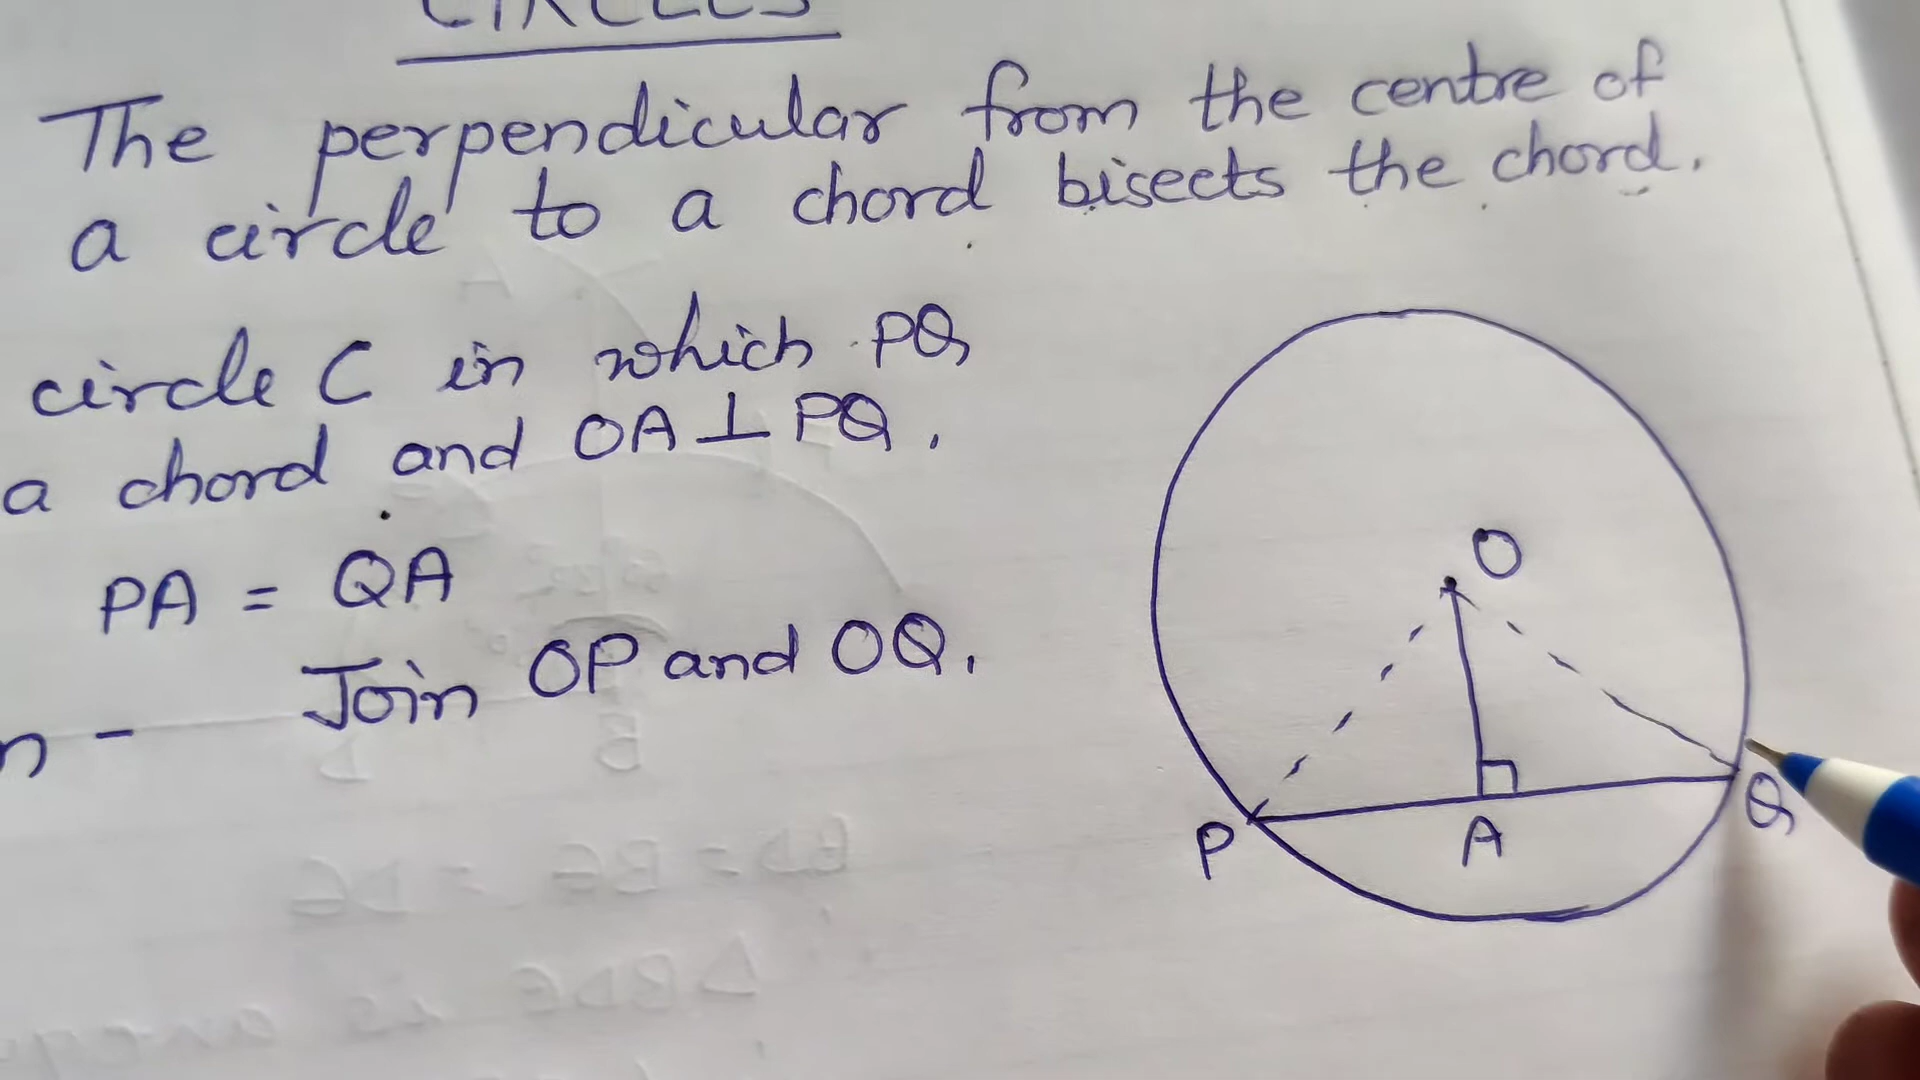 CIRCLES
The perpendicular from the centre of
a circle to a chord bisects the chord.
circle C in which PQ
a chord and OA ⊥ PQ.
PA = QA
Join OP and OQ.
n -
O
P
A
Q